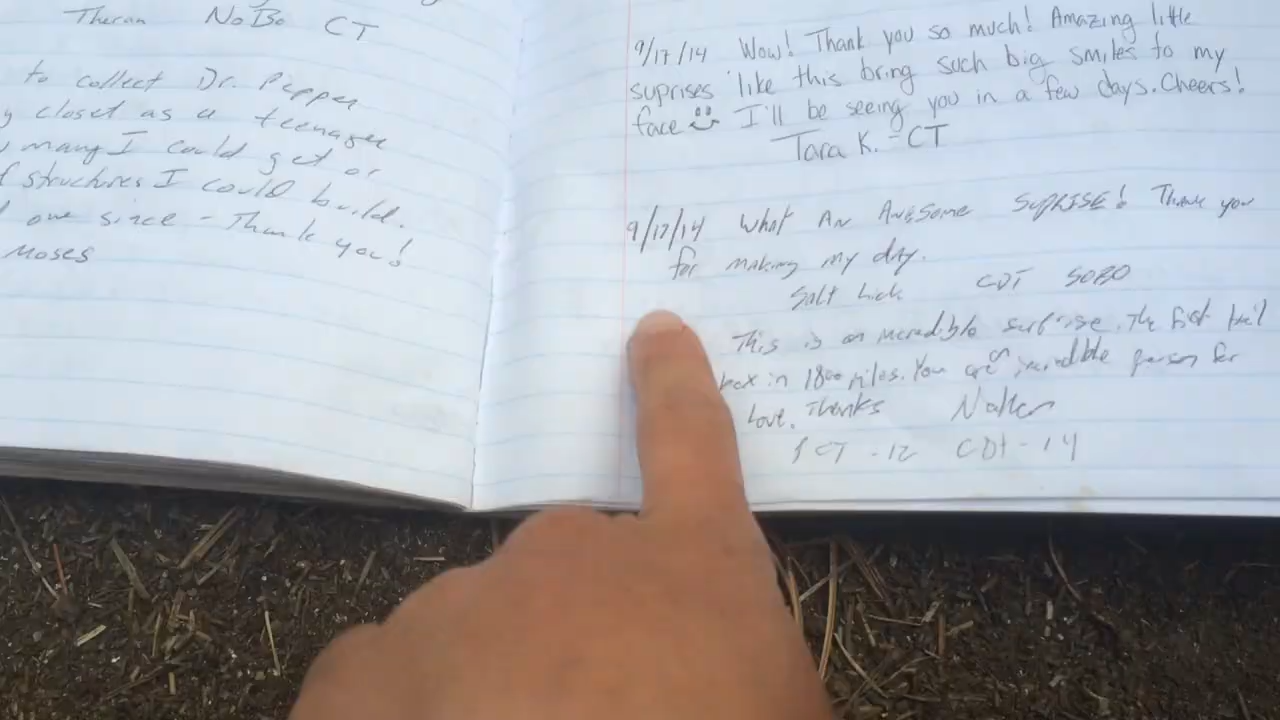 Theran NoBo CT
to collect Dr. Pepper
y closet as a teenager
many I could get or
f structures I could build.
one since - Thank you!
Moses
9/17/14 Wow! Thank you so much! Amazing little
suprises like this bring such big smiles to my
face I'll be seeing you in a few days. Cheers!
Tara K. - CT
9/17/14 What An Awesome SUPRISE! Thank you
for making my day.
Salt Lick CDT SOBO
This is an incredible surprise. The first trail
box in 1800 miles. You are an incredible person for
Love. Thanks
PCT - 12 CDT - 14